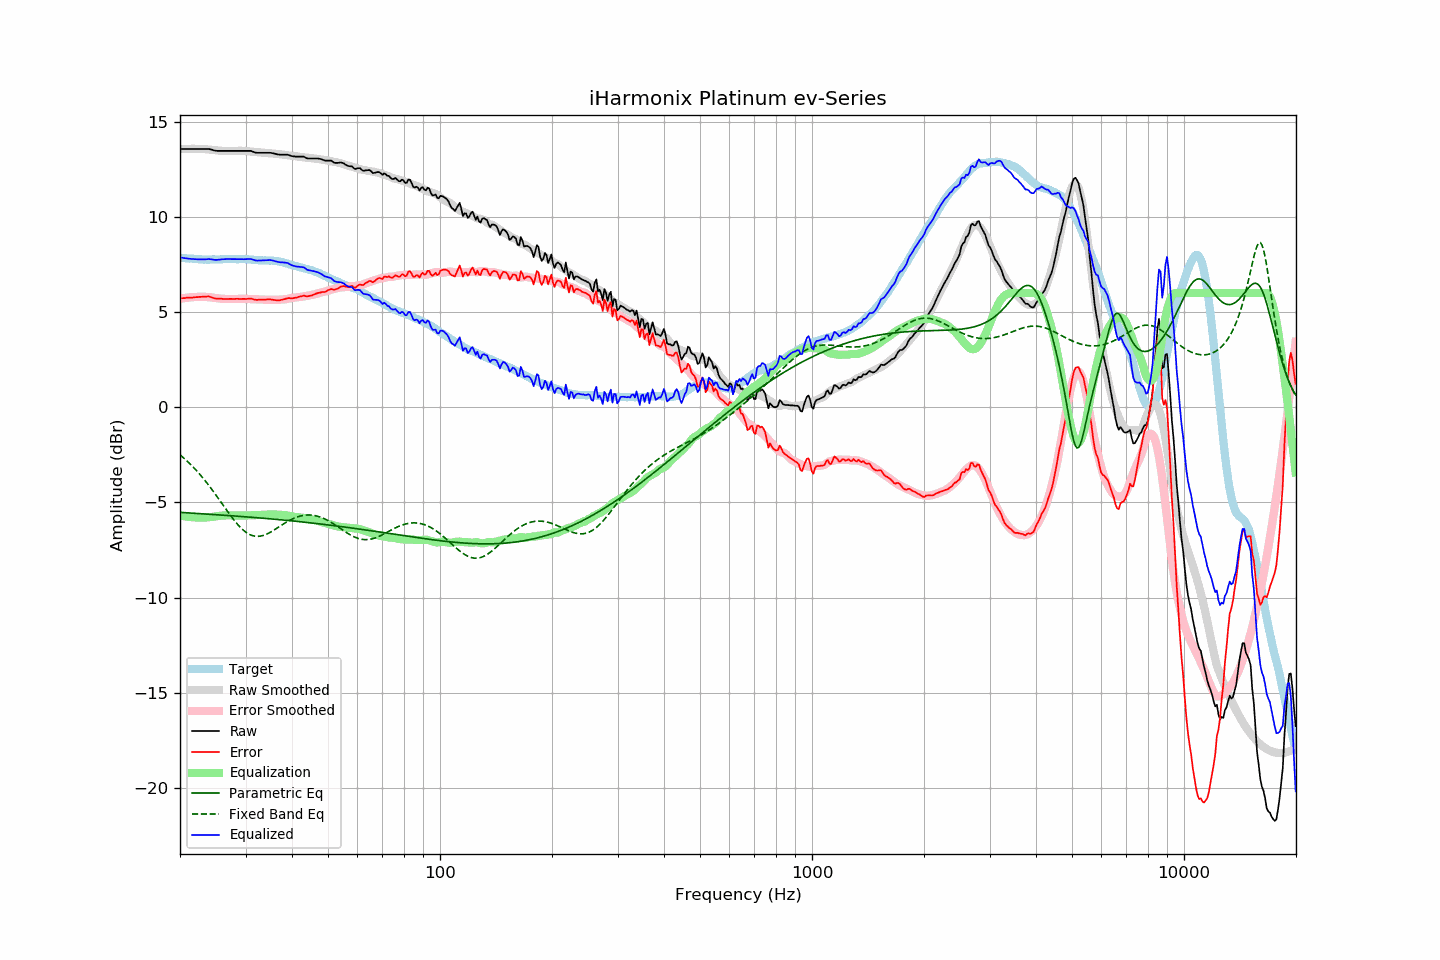 iHarmonix Platinum ev-Series
Amplitude (dBr)
15
10
5
0
−5
−10
−15
−20
Target
Raw Smoothed
Error Smoothed
Raw
Error
Equalization
Parametric Eq
Fixed Band Eq
Equalized
100 1000 10000
Frequency (Hz)